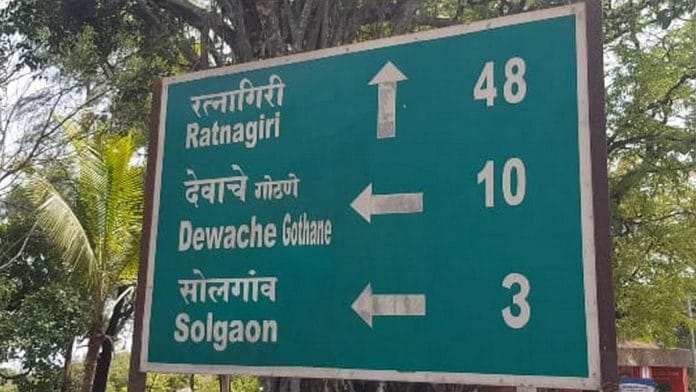 रत्नागिरी
Ratnagiri ↑ 48
देवाचे गोठणे
Dewache Gothane ← 10
सोलगांव
Solgaon ← 3